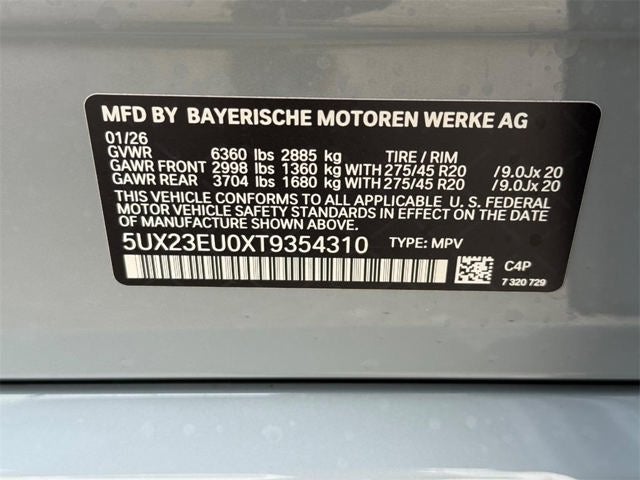 MFD BY BAYERISCHE MOTOREN WERKE AG
01/26
GVWR 6360 lbs 2885 kg TIRE / RIM
GAWR FRONT 2998 lbs 1360 kg WITH 275/45 R20 / 9.0Jx 20
GAWR REAR 3704 lbs 1680 kg WITH 275/45 R20 / 9.0Jx 20
THIS VEHICLE CONFORMS TO ALL APPLICABLE U. S. FEDERAL
MOTOR VEHICLE SAFETY STANDARDS IN EFFECT ON THE
DATE OF MANUFACTURE SHOWN ABOVE.
5UX23EU0XT9354310 TYPE: MPV
C4P
7 320 729